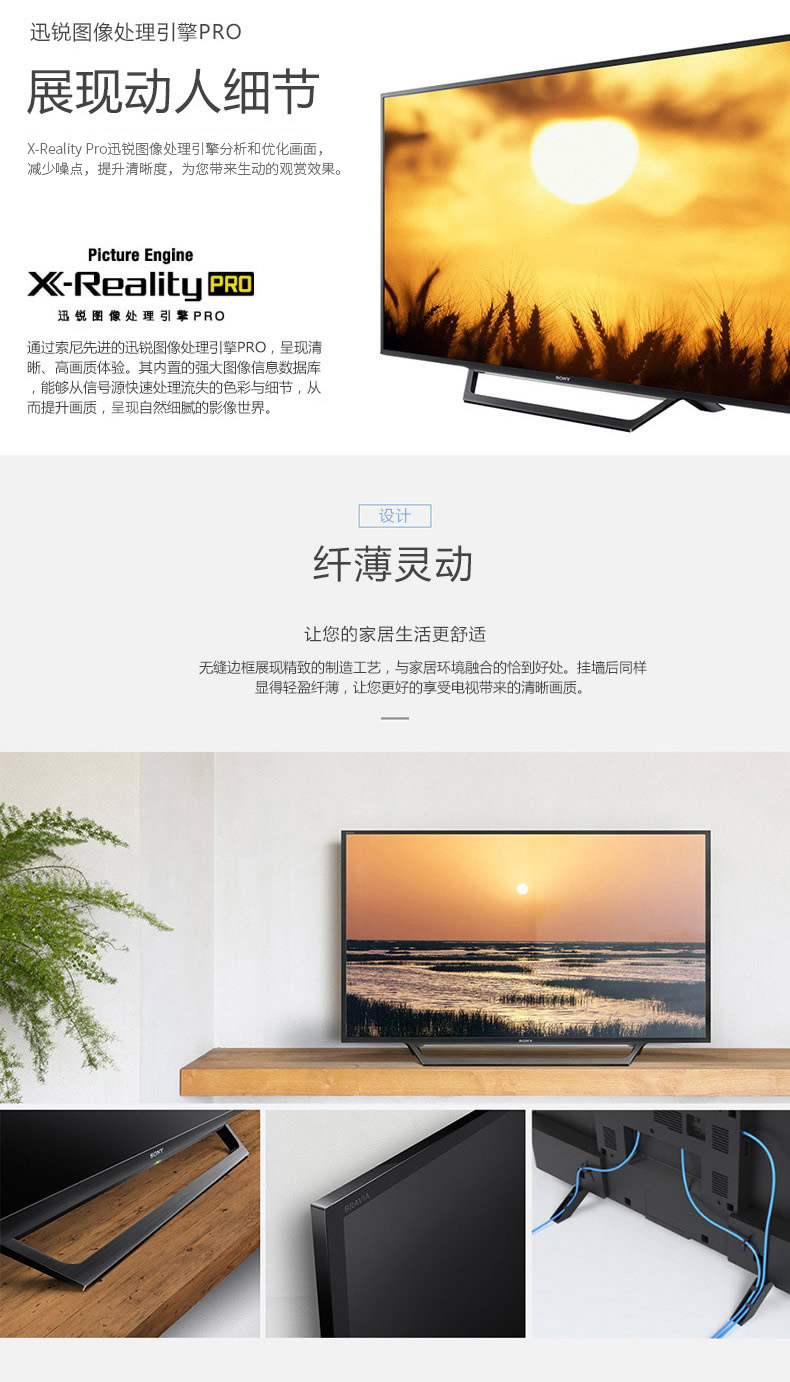 迅锐图像处理引擎PRO
展现动人细节
X-Reality Pro迅锐图像处理引擎分析和优化画面，
减少噪点，提升清晰度，为您带来生动的观赏效果。
Picture Engine
X-Reality PRO
迅锐图像处理引擎PRO
通过索尼先进的迅锐图像处理引擎PRO，呈现清
晰、高画质体验。其内置的强大图像信息数据库
，能够从信号源快速处理流失的色彩与细节，从
而提升画质，呈现自然细腻的影像世界。
SONY
设计
纤薄灵动
让您的家居生活更舒适
无缝边框展现精致的制造工艺，与家居环境融合的恰到好处。挂墙后同样
显得轻盈纤薄，让您更好的享受电视带来的清晰画质。
SONY
SONY
BRAVIA